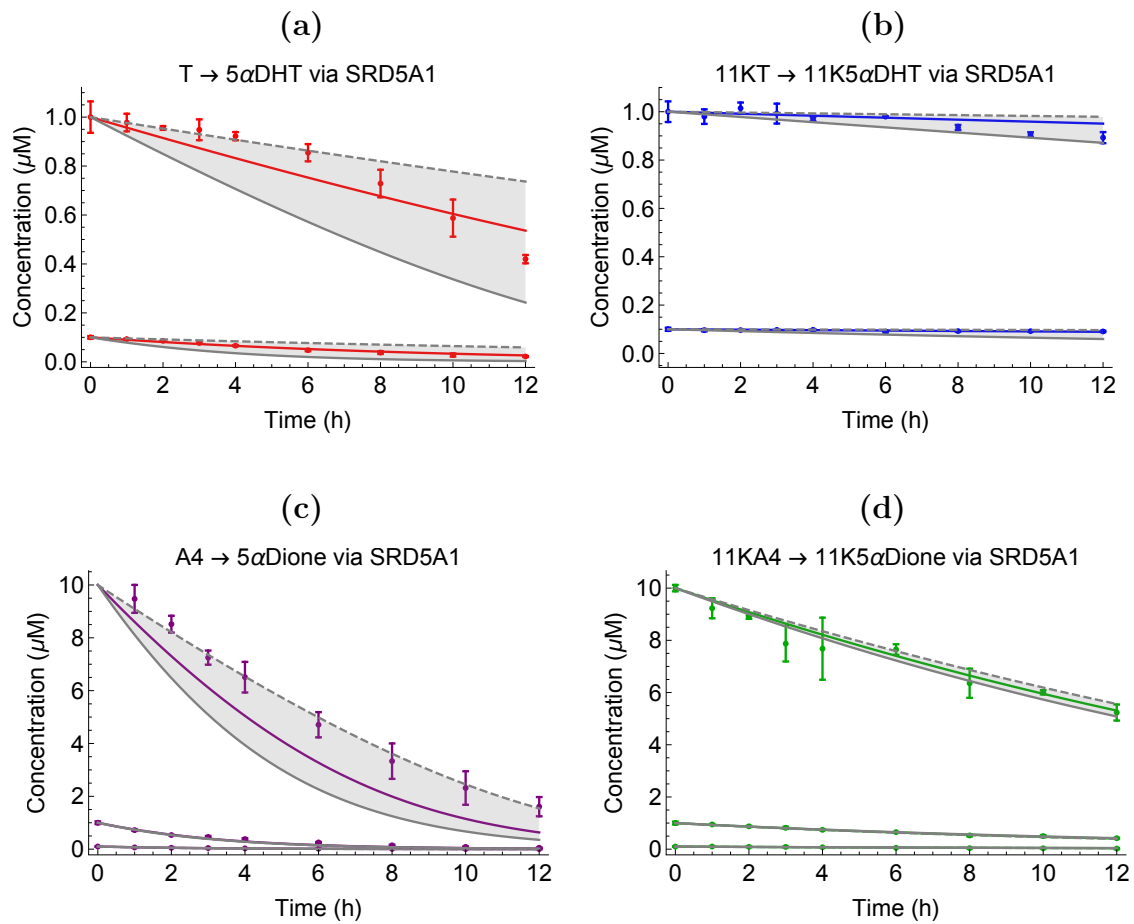 (a)
T → 5αDHT via SRD5A1
Concentration (μM)
1.0
0.8
0.6
0.4
0.2
0.0
0 2 4 6 8 10 12
Time (h)
(b)
11KT → 11K5αDHT via SRD5A1
Concentration (μM)
1.0
0.8
0.6
0.4
0.2
0.0
0 2 4 6 8 10 12
Time (h)
(c)
A4 → 5αDione via SRD5A1
Concentration (μM)
10
8
6
4
2
0
0 2 4 6 8 10 12
Time (h)
(d)
11KA4 → 11K5αDione via SRD5A1
Concentration (μM)
10
8
6
4
2
0
0 2 4 6 8 10 12
Time (h)